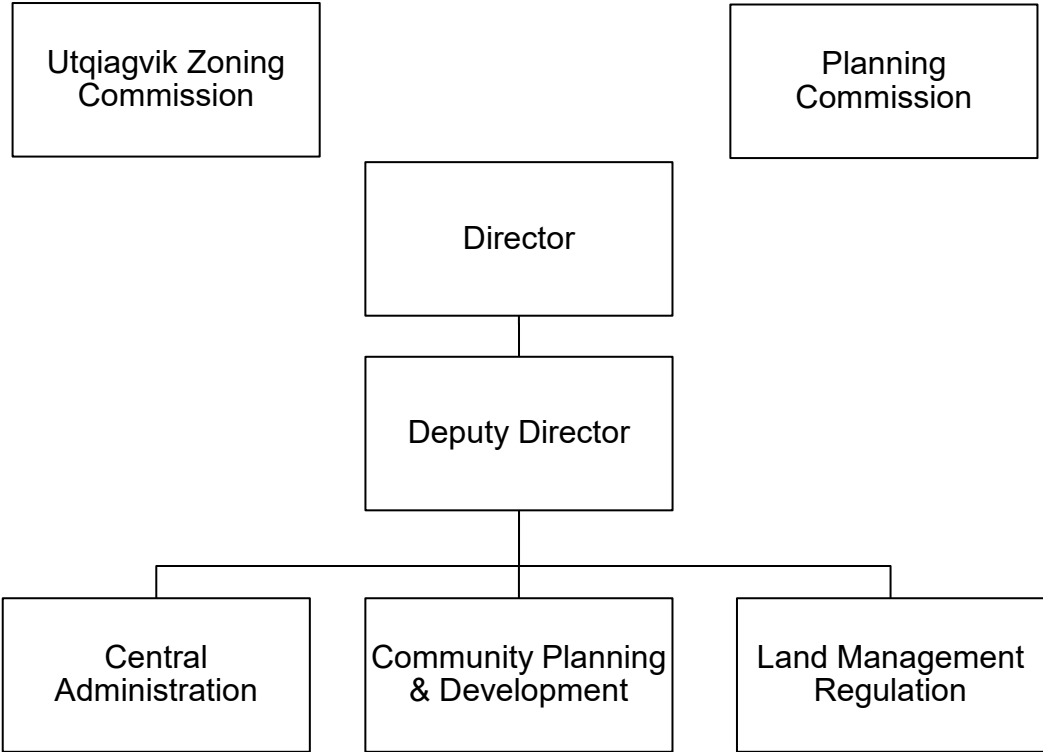 Utqiagvik Zoning
Commission
Planning
Commission
Director
Deputy Director
Central
Administration
Community Planning
& Development
Land Management
Regulation